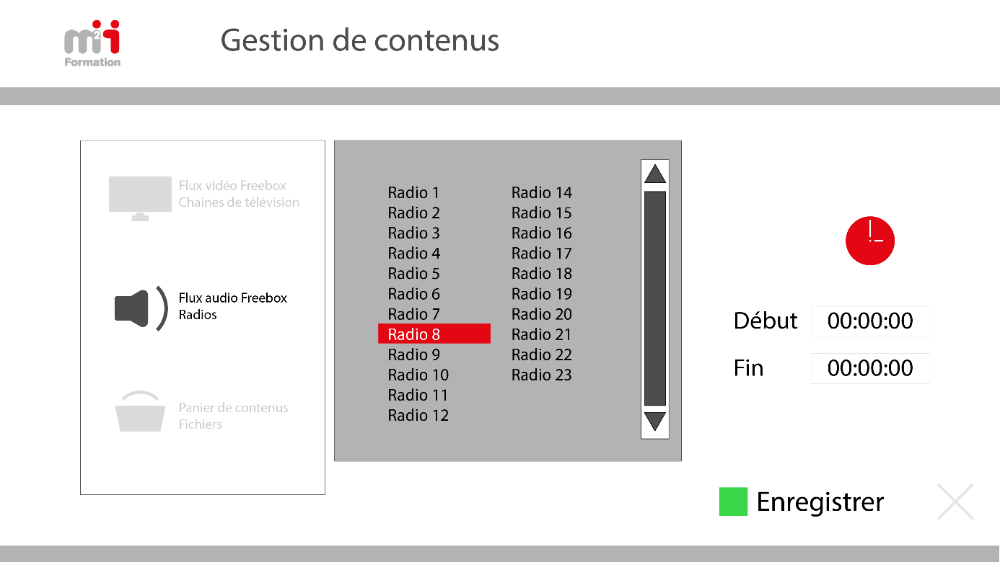 m2i
Formation
Gestion de contenus
Flux vidéo Freebox
Chaines de télévision
Flux audio Freebox
Radios
Panier de contenus
Fichiers
Radio 1
Radio 2
Radio 3
Radio 4
Radio 5
Radio 6
Radio 7
Radio 8
Radio 9
Radio 10
Radio 11
Radio 12
Radio 14
Radio 15
Radio 16
Radio 17
Radio 18
Radio 19
Radio 20
Radio 21
Radio 22
Radio 23
Début 00:00:00
Fin 00:00:00
Enregistrer